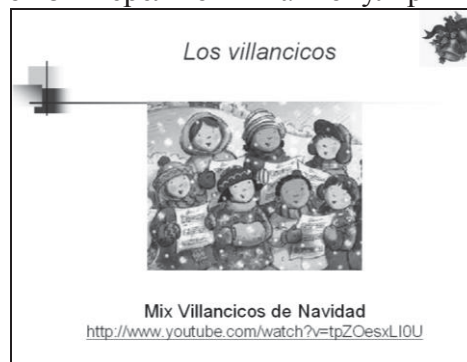 Los villancicos
Mix Villancicos de Navidad
http://www.youtube.com/watch?v=tpZOesxLI0U